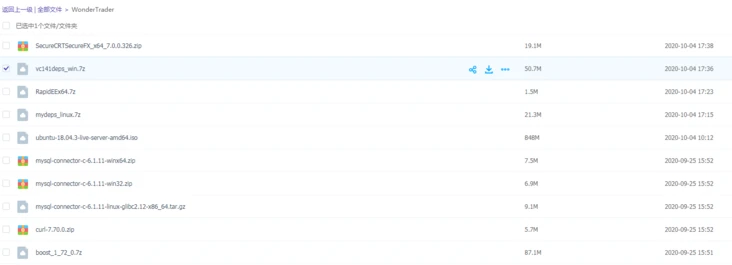 返回上一级 | 全部文件 > WonderTrader
已选中1个文件/文件夹
SecureCRTSecureFX_x64_7.0.0.326.zip 19.1M 2020-10-04 17:38
vc141deps_win.7z 50.7M 2020-10-04 17:36
RapidEEx64.7z 1.5M 2020-10-04 17:23
mydeps_linux.7z 21.3M 2020-10-04 17:15
ubuntu-18.04.3-live-server-amd64.iso 848M 2020-10-04 10:12
mysql-connector-c-6.1.11-winx64.zip 7.5M 2020-09-25 15:52
mysql-connector-c-6.1.11-win32.zip 6.9M 2020-09-25 15:52
mysql-connector-c-6.1.11-linux-glibc2.12-x86_64.tar.gz 9.1M 2020-09-25 15:52
curl-7.70.0.zip 5.7M 2020-09-25 15:52
boost_1_72_0.7z 87.1M 2020-09-25 15:51